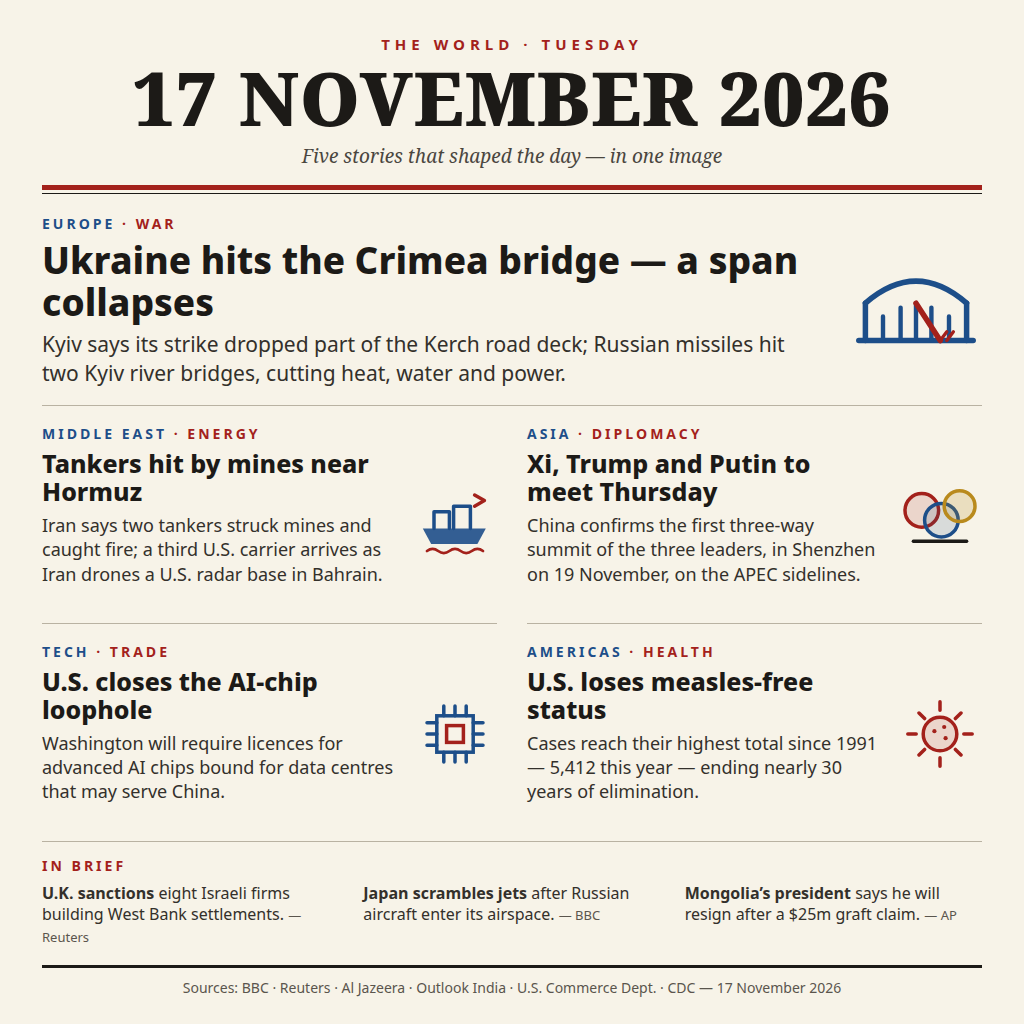 THE WORLD · TUESDAY
17 NOVEMBER 2026
Five stories that shaped the day — in one image
EUROPE · WAR
Ukraine hits the Crimea bridge — a span
collapses
Kyiv says its strike dropped part of the Kerch road deck; Russian missiles hit
two Kyiv river bridges, cutting heat, water and power.
MIDDLE EAST · ENERGY
Tankers hit by mines near
Hormuz
Iran says two tankers struck mines and
caught fire; a third U.S. carrier arrives as
Iran drones a U.S. radar base in Bahrain.
ASIA · DIPLOMACY
Xi, Trump and Putin to
meet Thursday
China confirms the first three-way
summit of the three leaders, in Shenzhen
on 19 November, on the APEC sidelines.
TECH · TRADE
U.S. closes the AI-chip
loophole
Washington will require licences for
advanced AI chips bound for data centres
that may serve China.
AMERICAS · HEALTH
U.S. loses measles-free
status
Cases reach their highest total since 1991
— 5,412 this year — ending nearly 30
years of elimination.
IN BRIEF
U.K. sanctions eight Israeli firms
building West Bank settlements. —
Reuters
Japan scrambles jets after Russian
aircraft enter its airspace. — BBC
Mongolia's president says he will
resign after a $25m graft claim. — AP
Sources: BBC · Reuters · Al Jazeera · Outlook India · U.S. Commerce Dept. · CDC — 17 November 2026